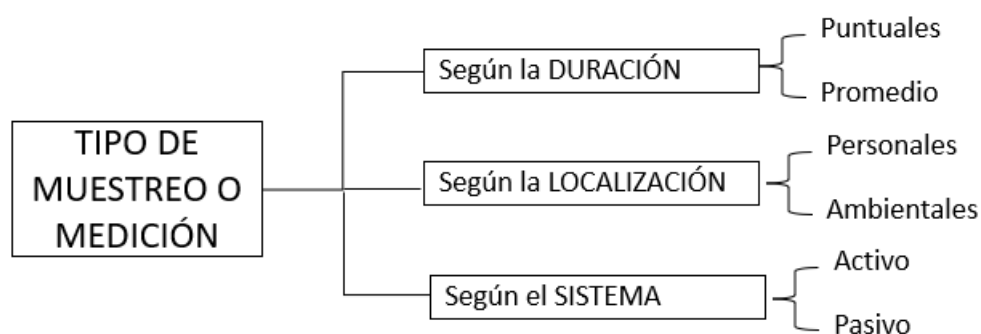 TIPO DE
MUESTREO O
MEDICIÓN
Según la DURACIÓN
Puntuales
Promedio
Según la LOCALIZACIÓN
Personales
Ambientales
Según el SISTEMA
Activo
Pasivo